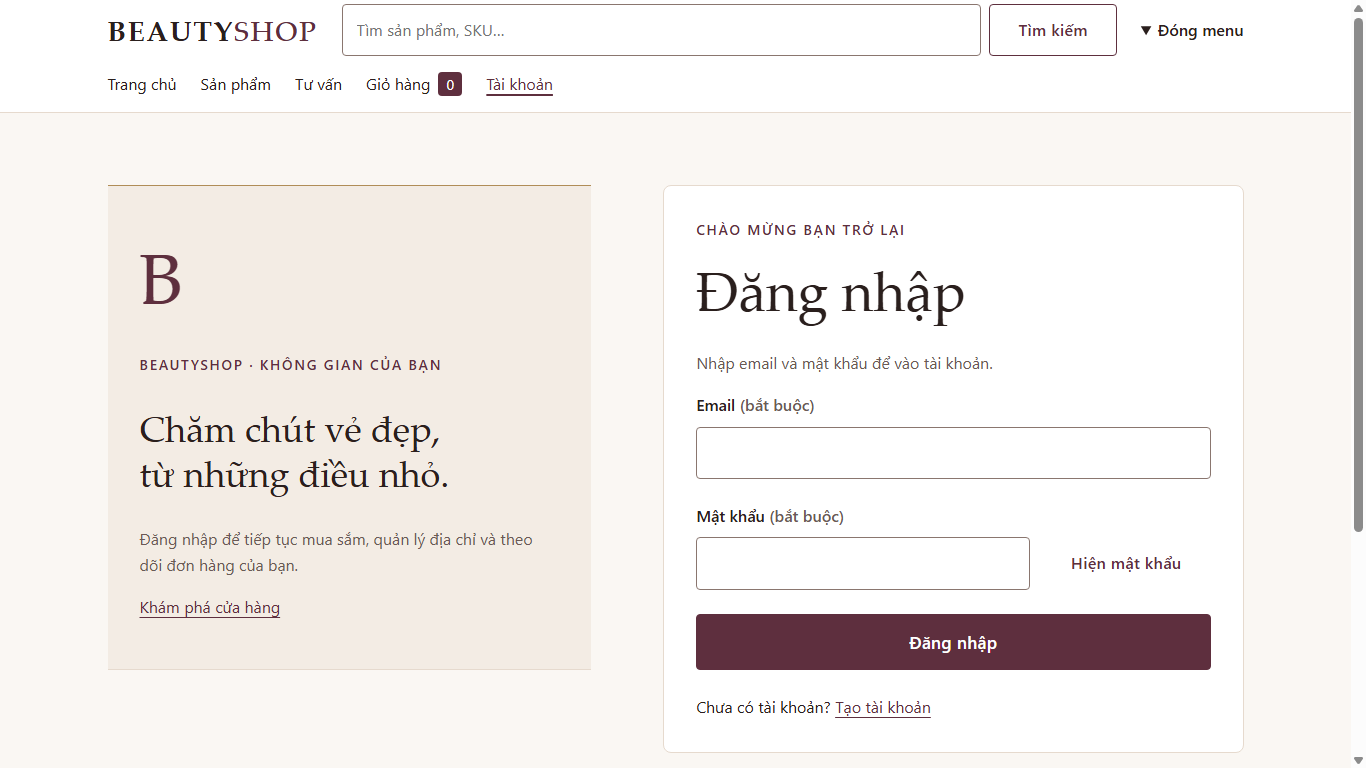 BEAUTYSHOP
Tìm sản phẩm, SKU...
Tìm kiếm
▼ Đóng menu
Trang chủ
Sản phẩm
Tư vấn
Giỏ hàng 0
Tài khoản
B
BEAUTYSHOP · KHÔNG GIAN CỦA BẠN
Chăm chút vẻ đẹp,
từ những điều nhỏ.
Đăng nhập để tiếp tục mua sắm, quản lý địa chỉ và theo
dõi đơn hàng của bạn.
Khám phá cửa hàng
CHÀO MỪNG BẠN TRỞ LẠI
Đăng nhập
Nhập email và mật khẩu để vào tài khoản.
Email (bắt buộc)
Mật khẩu (bắt buộc)
Hiện mật khẩu
Đăng nhập
Chưa có tài khoản? Tạo tài khoản